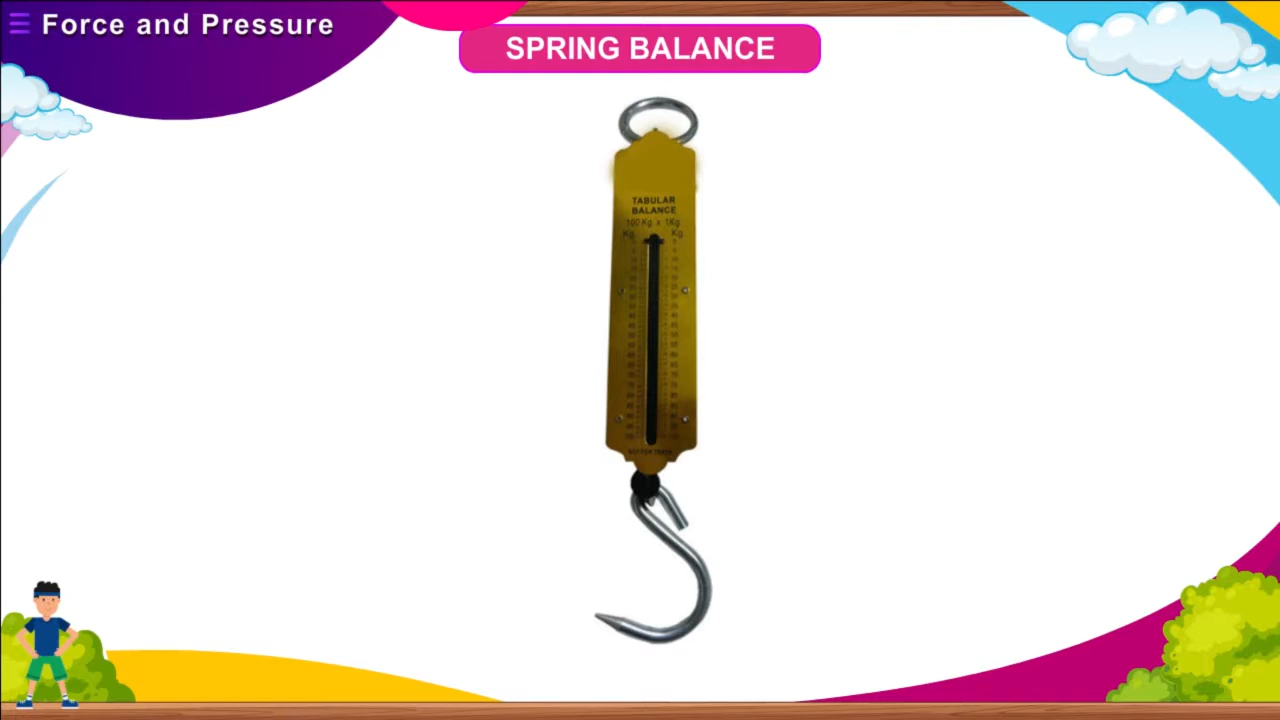 Force and Pressure
SPRING BALANCE
TABULAR
BALANCE
100 Kg x 1Kg
Kg Kg